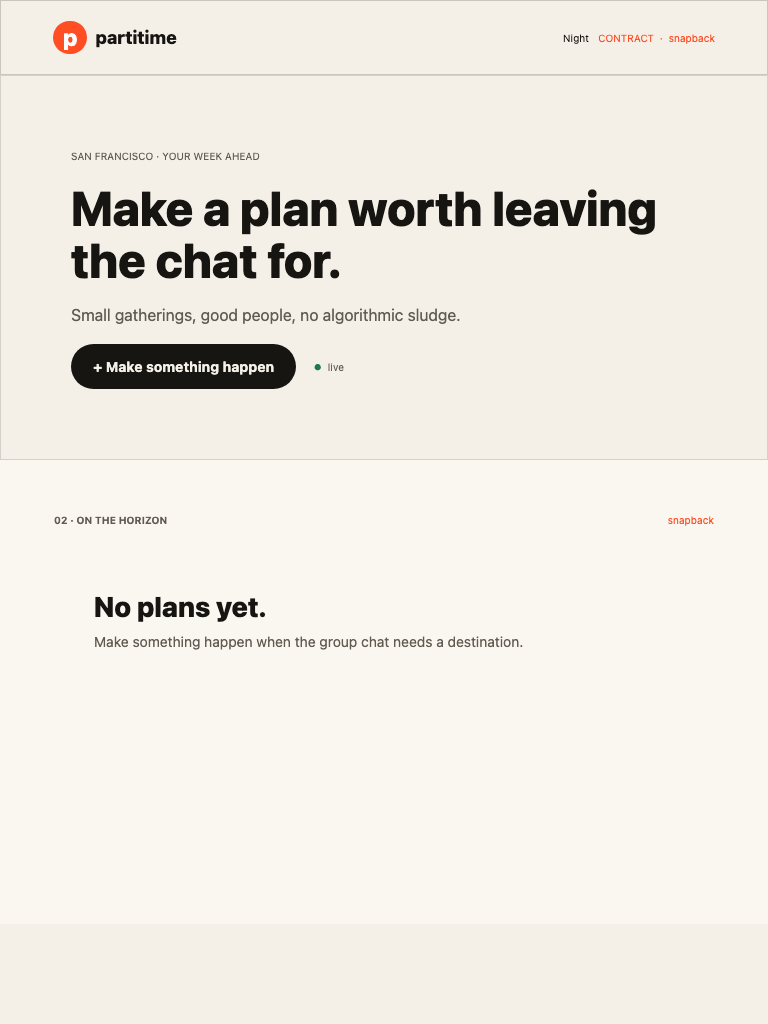 p partitime
Night CONTRACT · snapback
SAN FRANCISCO · YOUR WEEK AHEAD
Make a plan worth leaving
the chat for.
Small gatherings, good people, no algorithmic sludge.
+ Make something happen
live
02 · ON THE HORIZON
snapback
No plans yet.
Make something happen when the group chat needs a destination.